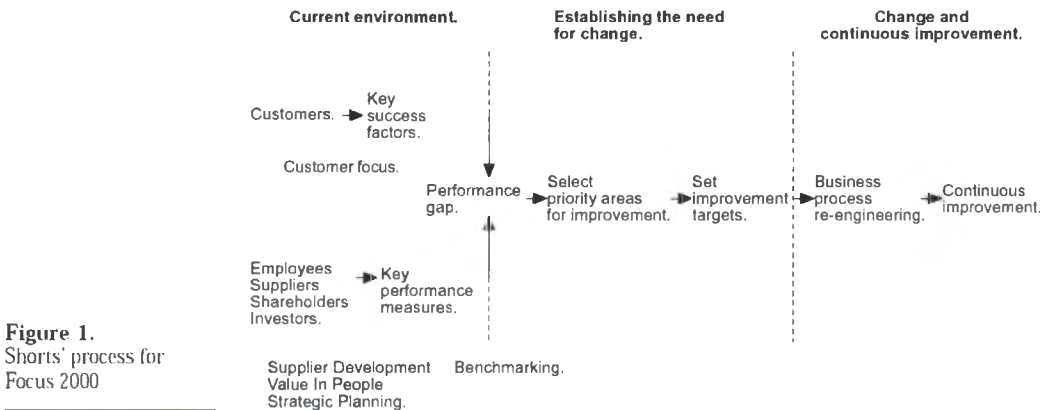 Current environment.
Establishing the need
for change.
Change and
continuous improvement.
Customers.
Key
success
factors.
Customer focus.
Performance
gap.
Select
priority areas
for improvement.
Set
improvement
targets.
Business
process
re-engineering.
Continuous
improvement.
Employees
Suppliers
Shareholders
Investors.
Key
performance
measures.
Supplier Development
Value In People
Strategic Planning.
Benchmarking.
Figure 1.
Shorts' process for
Focus 2000